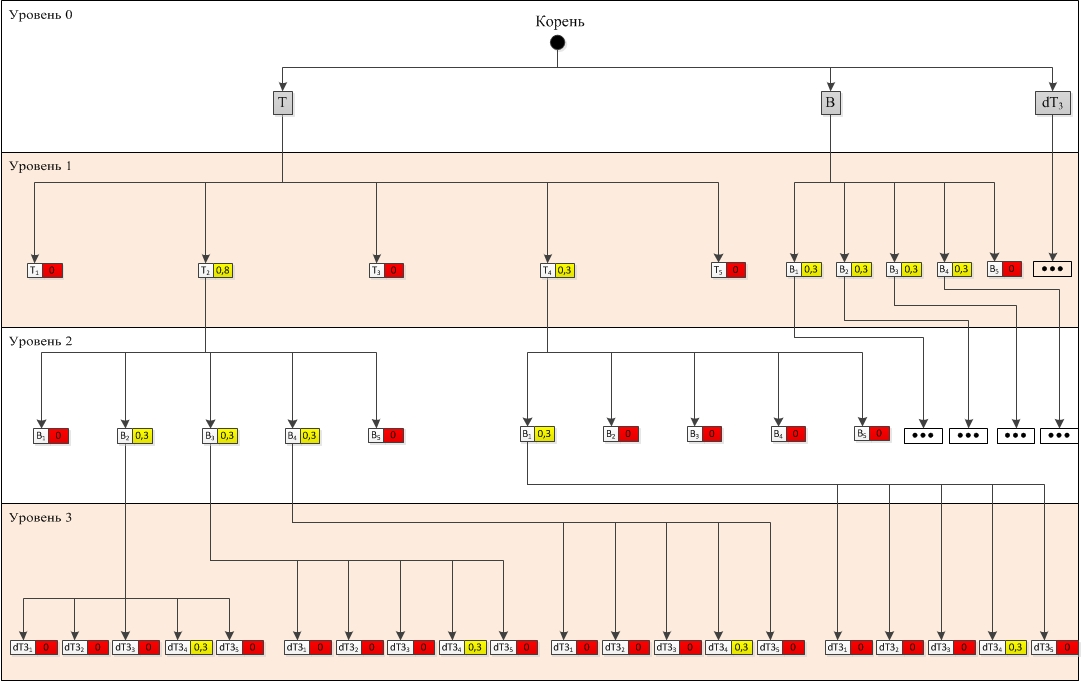 Уровень 0
Корень
T B dT₃
Уровень 1
T₁ 0 T₂ 0,8 T₃ 0 T₄ 0,3 T₅ 0 B₁ 0,3 B₂ 0,3 B₃ 0,3 B₄ 0,3 B₅ 0 •••
Уровень 2
B₁ 0 B₂ 0,3 B₃ 0,3 B₄ 0,3 B₅ 0 B₁ 0,3 B₂ 0 B₃ 0 B₄ 0 B₅ 0 ••• ••• ••• •••
Уровень 3
dT3₁ 0 dT3₂ 0 dT3₃ 0 dT3₄ 0,3 dT3₅ 0 dT3₁ 0 dT3₂ 0 dT3₃ 0 dT3₄ 0,3 dT3₅ 0 dT3₁ 0 dT3₂ 0 dT3₃ 0 dT3₄ 0,3 dT3₅ 0 dT3₁ 0 dT3₂ 0 dT3₃ 0 dT3₄ 0,3 dT3₅ 0